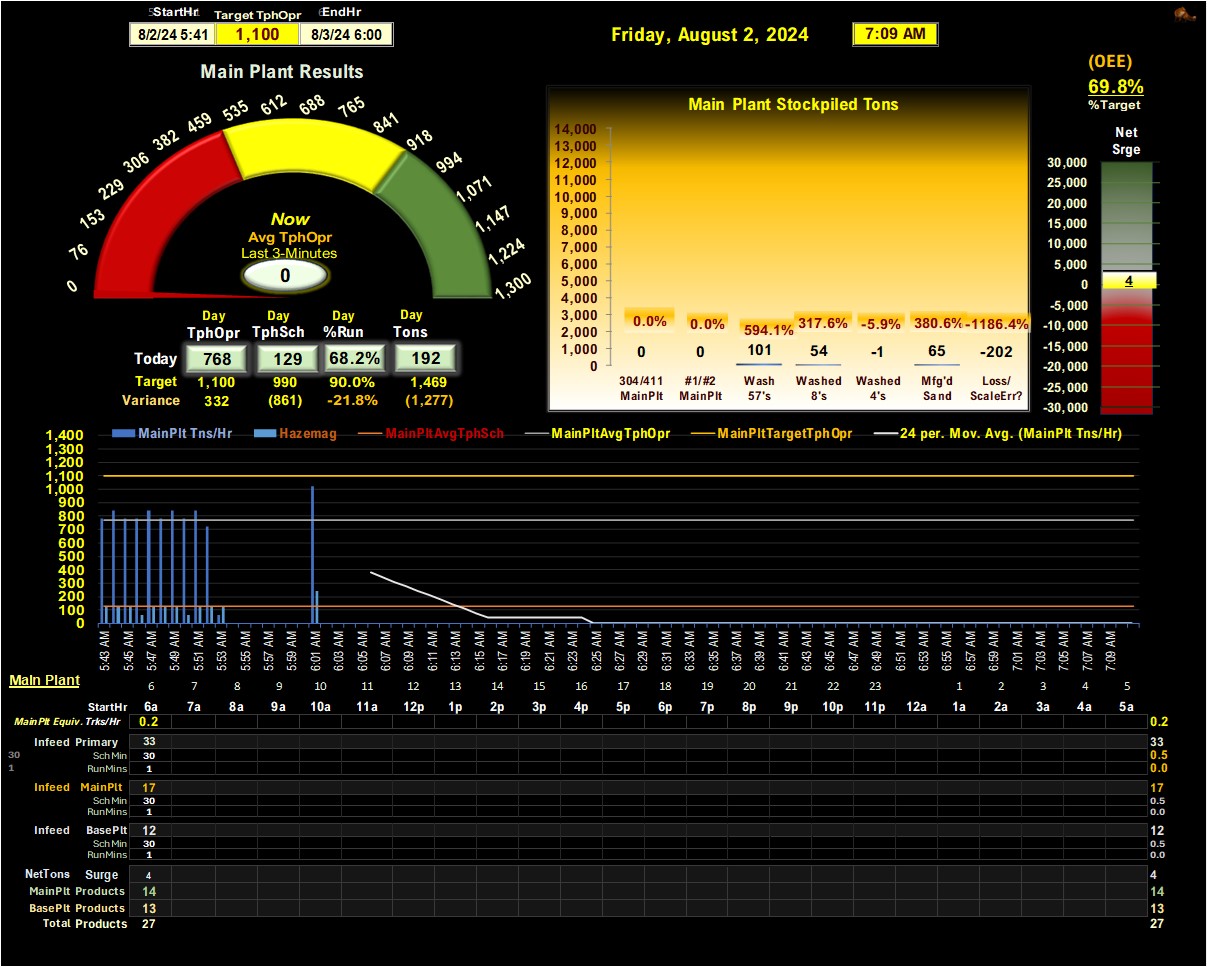 StartHr Target TphOpr EndHr
8/2/24 5:41 1,100 8/3/24 6:00
Friday, August 2, 2024 7:09 AM
(OEE)
69.8%
%Target
Main Plant Results
0 76 153 229 306 382 459 535 612 688 765 841 918 994 1,071 1,147 1,224 1,300
Now
Avg TphOpr
Last 3-Minutes
0
Day Day Day Day
TphOpr TphSch %Run Tons
Today 768 129 68.2% 192
Target 1,100 990 90.0% 1,469
Variance 332 (861) -21.8% (1,277)
Main Plant Stockpiled Tons
14,000
13,000
12,000
11,000
10,000
9,000
8,000
7,000
6,000
5,000
4,000
3,000
2,000
1,000
0
0.0% 0.0% 594.1% 317.6% -5.9% 380.6% -1186.4%
0 0 101 54 -1 65 -202
304/411 #1/#2 Wash Washed Washed Mfg'd Loss/
MainPlt MainPlt 57's 8's 4's Sand ScaleErr?
Net
Srge
30,000
25,000
20,000
15,000
10,000
5,000
0
-5,000
-10,000
-15,000
-20,000
-25,000
-30,000
4
MainPlt Tns/Hr Hazemag MainPltAvgTphSch MainPltAvgTphOpr MainPltTargetTphOpr 24 per. Mov. Avg. (MainPlt Tns/Hr)
1,400
1,300
1,200
1,100
1,000
900
800
700
600
500
400
300
200
100
0
5:43 AM 5:45 AM 5:47 AM 5:49 AM 5:51 AM 5:53 AM 5:55 AM 5:57 AM 5:59 AM 6:01 AM 6:03 AM 6:05 AM 6:07 AM 6:09 AM 6:11 AM 6:13 AM 6:15 AM 6:17 AM 6:19 AM 6:21 AM 6:23 AM 6:25 AM 6:27 AM 6:29 AM 6:31 AM 6:33 AM 6:35 AM 6:37 AM 6:39 AM 6:41 AM 6:43 AM 6:45 AM 6:47 AM 6:49 AM 6:51 AM 6:53 AM 6:55 AM 6:57 AM 6:59 AM 7:01 AM 7:03 AM 7:05 AM 7:07 AM 7:09 AM
Main Plant
6 7 8 9 10 11 12 13 14 15 16 17 18 19 20 21 22 23 1 2 3 4 5
StartHr 6a 7a 8a 9a 10a 11a 12p 1p 2p 3p 4p 5p 6p 7p 8p 9p 10p 11p 12a 1a 2a 3a 4a 5a
MainPlt Equiv. Trks/Hr 0.2 0.2
Infeed Primary 33 33
30 Sch Min 30 0.5
1 RunMins 1 0.0
Infeed MainPlt 17 17
Sch Min 30 0.5
RunMins 1 0.0
Infeed BasePlt 12 12
Sch Min 30 0.5
RunMins 1 0.0
NetTons Surge 4 4
MainPlt Products 14 14
BasePlt Products 13 13
Total Products 27 27